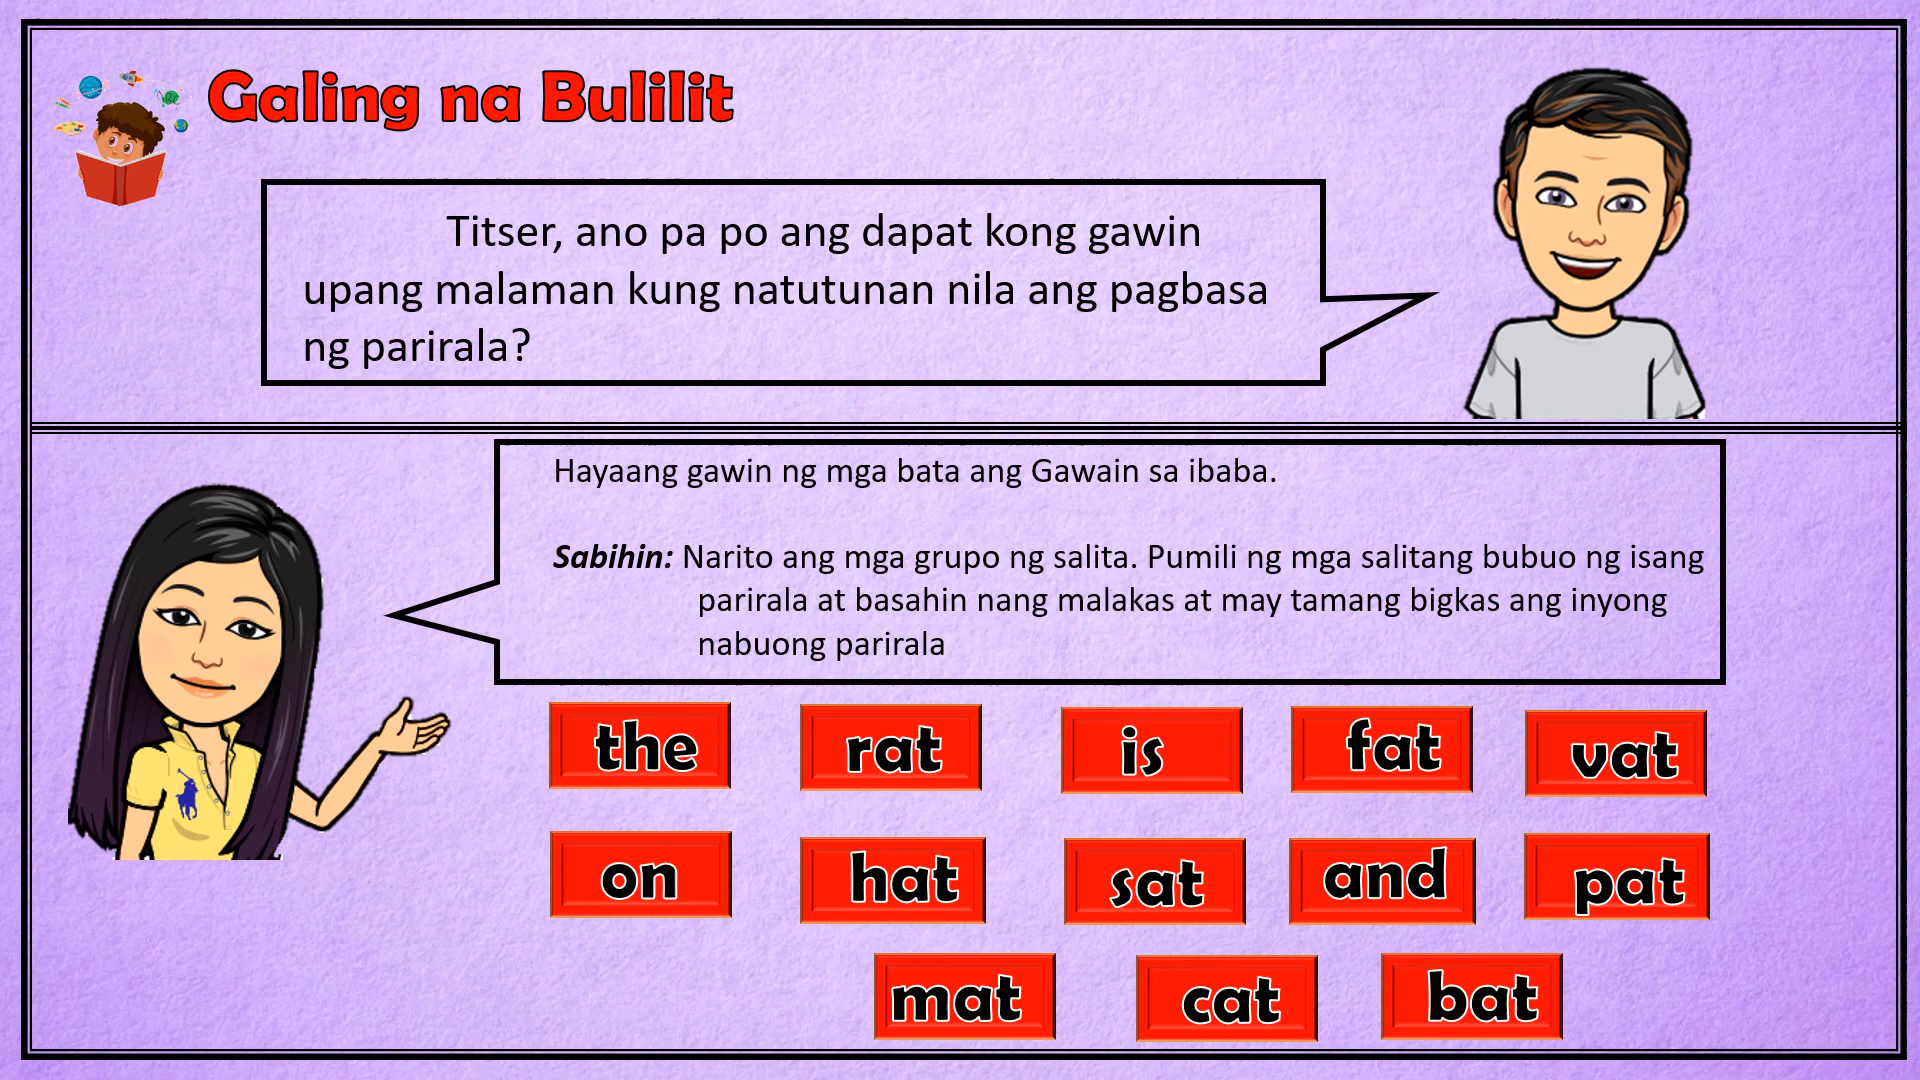 Galing na Bulilit
Titser, ano pa po ang dapat kong gawin
upang malaman kung natutunan nila ang pagbasa
ng parirala?
Hayaang gawin ng mga bata ang Gawain sa ibaba.
Sabihin: Narito ang mga grupo ng salita. Pumili ng mga salitang bubuo ng isang
parirala at basahin nang malakas at may tamang bigkas ang inyong
nabuong parirala
the rat is fat vat
on hat sat and pat
mat cat bat